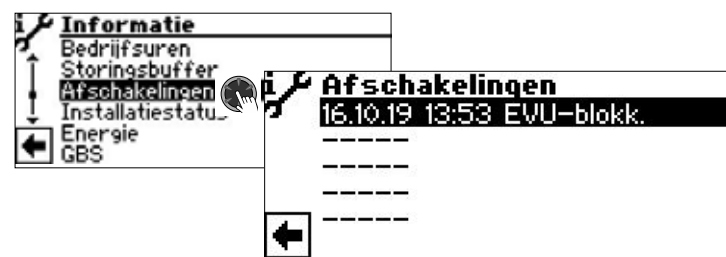 Informatie
Bedrijfsuren
Storingsbuffer
Afschakelingen
Installatiestatu
Energie
GBS
Afschakelingen
16.10.19 13:53 EVU-blokk.
-----
-----
-----
-----